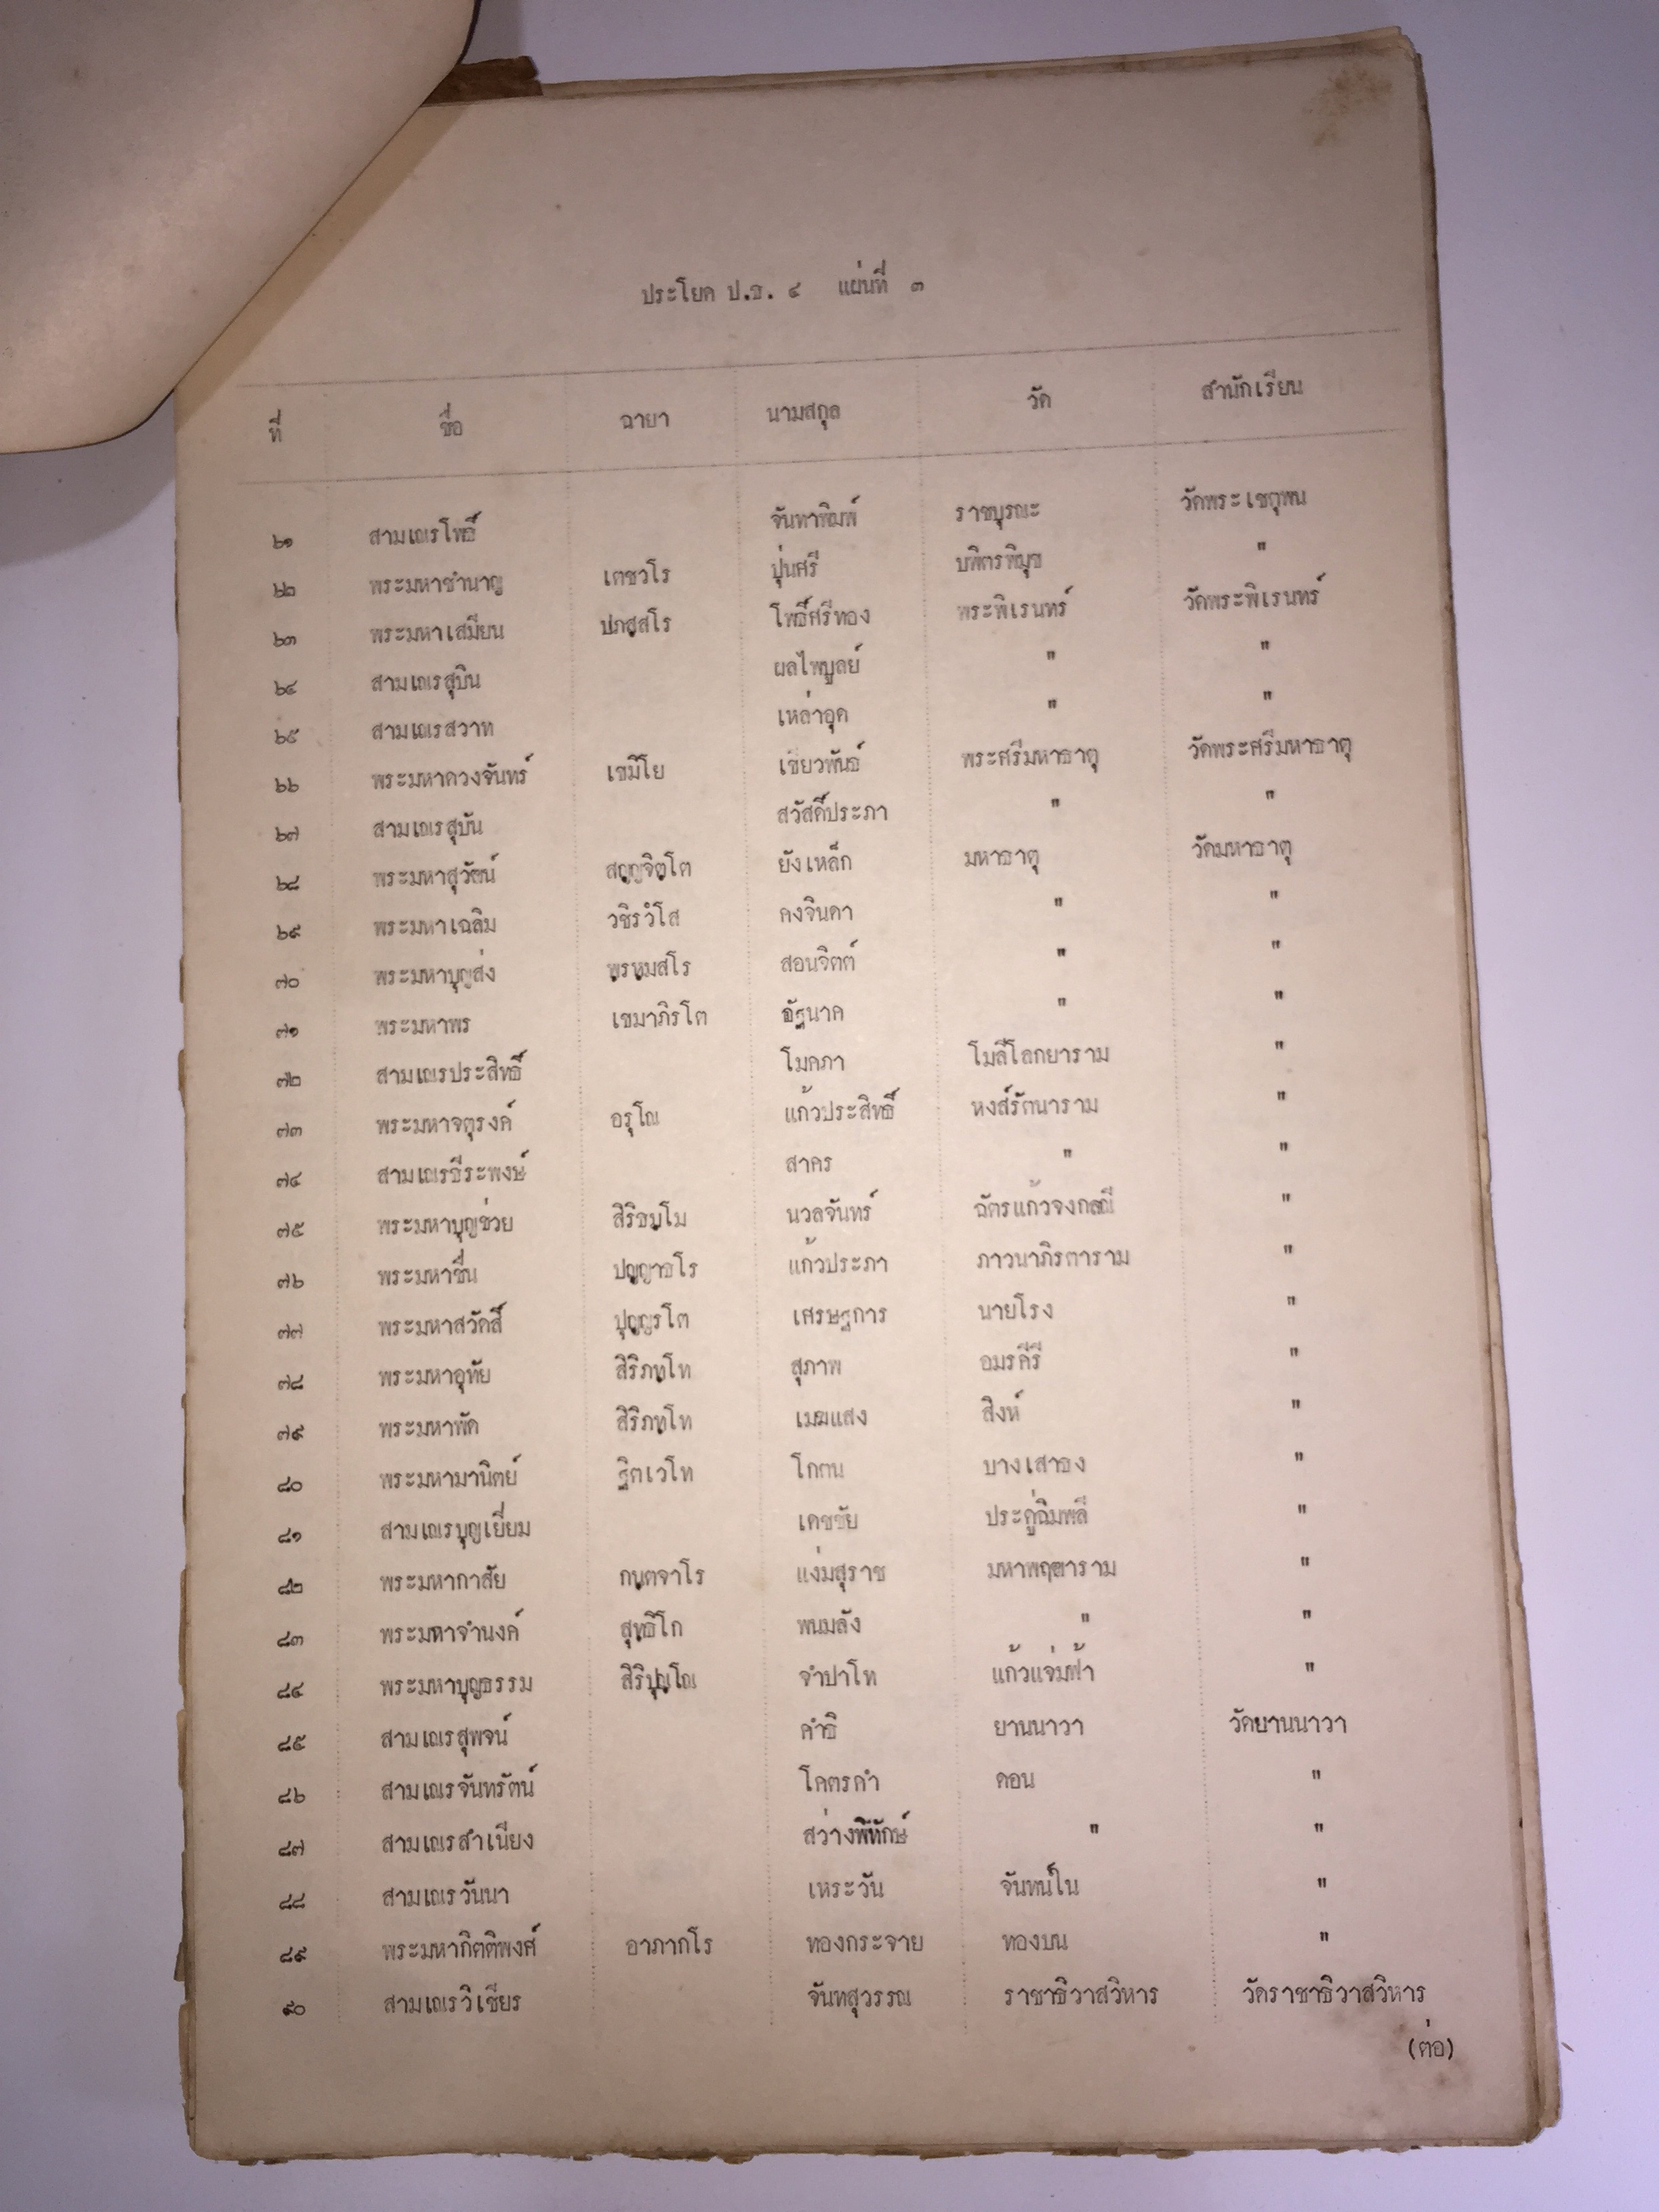 ประโยค ป.ธ. ๔ แผ่นที่ ๓
ที่ ชื่อ ฉายา นามสกุล วัด สำนักเรียน
๖๑ สามเณรโพธิ์ จันทาพิมพ์ ราชบุรณะ วัดพระเชตุพน
๖๒ พระมหาชำนาญ เตชวโร ปุ่นศรี บพิตรพิมุข "
๖๓ พระมหาเสมียน ปภสฺสโร โพธิ์ศรีทอง พระพิเรนทร์ วัดพระพิเรนทร์
๖๔ สามเณรสุบิน ผลไพบูลย์ " "
๖๕ สามเณรสวาท เหล่าอุด " "
๖๖ พระมหาดวงจันทร์ เขมิโย เขียวพันธ์ พระศรีมหาธาตุ วัดพระศรีมหาธาตุ
๖๗ สามเณรสุบัน สวัสดิ์ประภา " "
๖๘ พระมหาสุวัฒน์ สญฺญจิตฺโต ยังเหล็ก มหาธาตุ วัดมหาธาตุ
๖๙ พระมหาเฉลิม วชิรวํโส คงจินดา " "
๗๐ พระมหาบุญส่ง พฺรหฺมสโร สอนจิตต์ " "
๗๑ พระมหาพร เขมาภิรโต อัฐนาค " "
๗๒ สามเณรประสิทธิ์ โมคภา โมลีโลกยาราม "
๗๓ พระมหาจตุรงค์ อรุโณ แก้วประสิทธิ์ หงส์รัตนาราม "
๗๔ สามเณรธีระพงษ์ สาคร " "
๗๕ พระมหาบุญช่วย สิริธมฺโม นวลจันทร์ ฉัตรแก้วจงกลณี "
๗๖ พระมหาชื่น ปญฺญาธโร แก้วประภา ภาวนาภิรตาราม "
๗๗ พระมหาสวัสดิ์ ปุญฺญรโต เศรษฐการ นายโรง "
๗๘ พระมหาอุทัย สิริภทฺโท สุภาพ อมรคีรี "
๗๙ พระมหาพัด สิริภทฺโท เมฆแสง สิงห์ "
๘๐ พระมหามานิตย์ ฐิตเวโท โกตน บางเสาธง "
๘๑ สามเณรบุญเยี่ยม เดชชัย ประดู่ฉิมพลี "
๘๒ พระมหากาสัย กนฺตจาโร แง่มสุราช มหาพฤฒาราม "
๘๓ พระมหาจำนงค์ สุทฺธิโก พนมลัง " "
๘๔ พระมหาบุญธรรม สิริปุณฺโณ จำปาโท แก้วแจ่มฟ้า "
๘๕ สามเณรสุพจน์ คำธิ ยานนาวา วัดยานนาวา
๘๖ สามเณรจันทรัตน์ โคตรคำ ดอน "
๘๗ สามเณรสำเนียง สว่างพิทักษ์ " "
๘๘ สามเณรวันนา เหระวัน จันทน์ใน "
๘๙ พระมหากิตติพงศ์ อาภากโร ทองกระจาย ทองบน "
๙๐ สามเณรวิเชียร จันทสุวรรณ ราชาธิวาสวิหาร วัดราชาธิวาสวิหาร
(ต่อ)